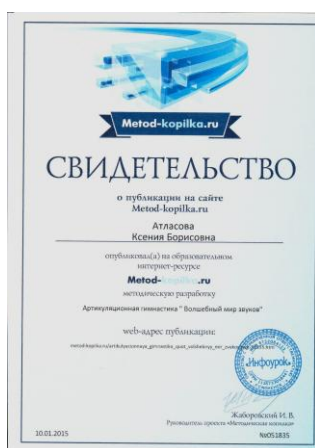 Metod-kopilka.ru
СВИДЕТЕЛЬСТВО
о публикации на сайте
Metod-kopilka.ru
Атласова
Ксения Борисовна
опубликовал(а) на образовательном
интернет-ресурсе
Metod-kopilka.ru
методическую разработку
Артикуляционная гимнастика " Волшебный мир звуков"
web-адрес публикации:
«Инфоурок»
Жаборовский И. В.
Руководитель проекта «Методическая копилка»
10.01.2015